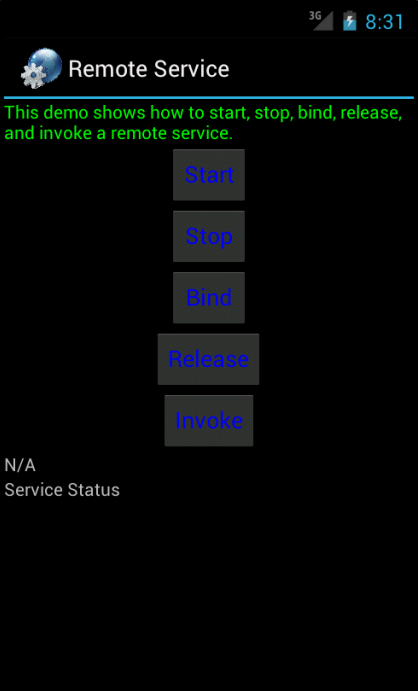 3G 8:31
Remote Service
This demo shows how to start, stop, bind, release,
and invoke a remote service.
Start
Stop
Bind
Release
Invoke
N/A
Service Status